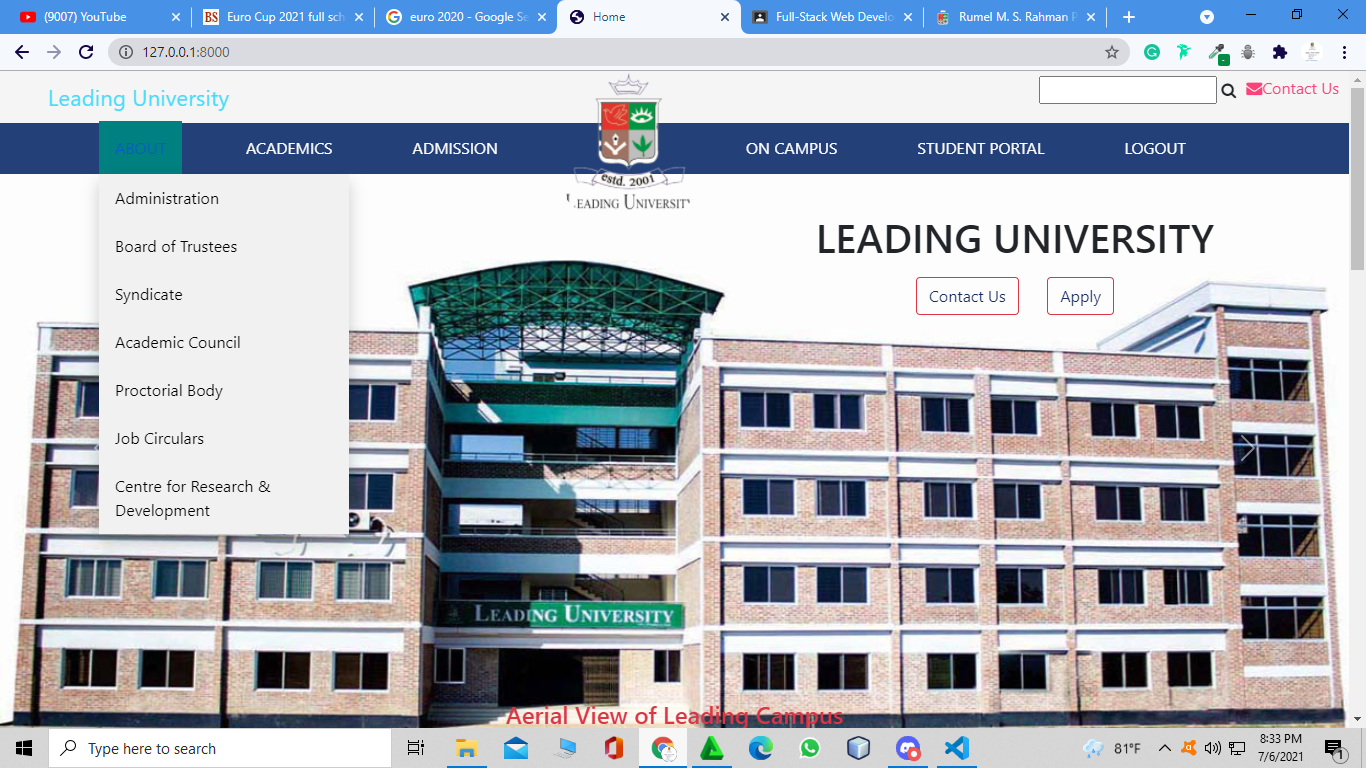 (9007) YouTube
Euro Cup 2021 full sch
euro 2020 - Google Se
Home
Full-Stack Web Develo
Rumel M. S. Rahman P
127.0.0.1:8000
Leading University
Contact Us
ABOUT
ACADEMICS
ADMISSION
ON CAMPUS
STUDENT PORTAL
LOGOUT
estd. 2001
LEADING UNIVERSITY
Administration
Board of Trustees
Syndicate
Academic Council
Proctorial Body
Job Circulars
Centre for Research &
Development
LEADING UNIVERSITY
Contact Us
Apply
LEADING UNIVERSITY
Aerial View of Leading Campus
Type here to search
81°F
8:33 PM
7/6/2021
1